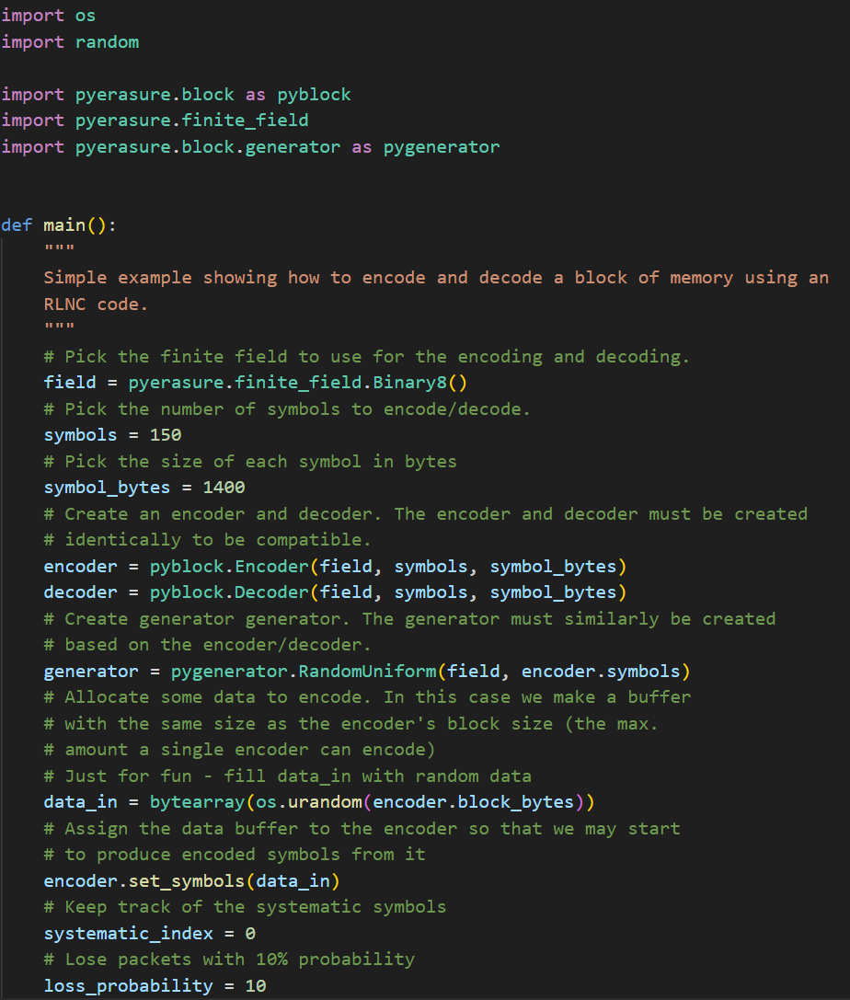 import os
import random
import pyerasure.block as pyblock
import pyerasure.finite_field
import pyerasure.block.generator as pygenerator
def main():
    """
    Simple example showing how to encode and decode a block of memory using an
    RLNC code.
    """
    # Pick the finite field to use for the encoding and decoding.
    field = pyerasure.finite_field.Binary8()
    # Pick the number of symbols to encode/decode.
    symbols = 150
    # Pick the size of each symbol in bytes
    symbol_bytes = 1400
    # Create an encoder and decoder. The encoder and decoder must be created
    # identically to be compatible.
    encoder = pyblock.Encoder(field, symbols, symbol_bytes)
    decoder = pyblock.Decoder(field, symbols, symbol_bytes)
    # Create generator generator. The generator must similarly be created
    # based on the encoder/decoder.
    generator = pygenerator.RandomUniform(field, encoder.symbols)
    # Allocate some data to encode. In this case we make a buffer
    # with the same size as the encoder's block size (the max.
    # amount a single encoder can encode)
    # Just for fun - fill data_in with random data
    data_in = bytearray(os.urandom(encoder.block_bytes))
    # Assign the data buffer to the encoder so that we may start
    # to produce encoded symbols from it
    encoder.set_symbols(data_in)
    # Keep track of the systematic symbols
    systematic_index = 0
    # Lose packets with 10% probability
    loss_probability = 10